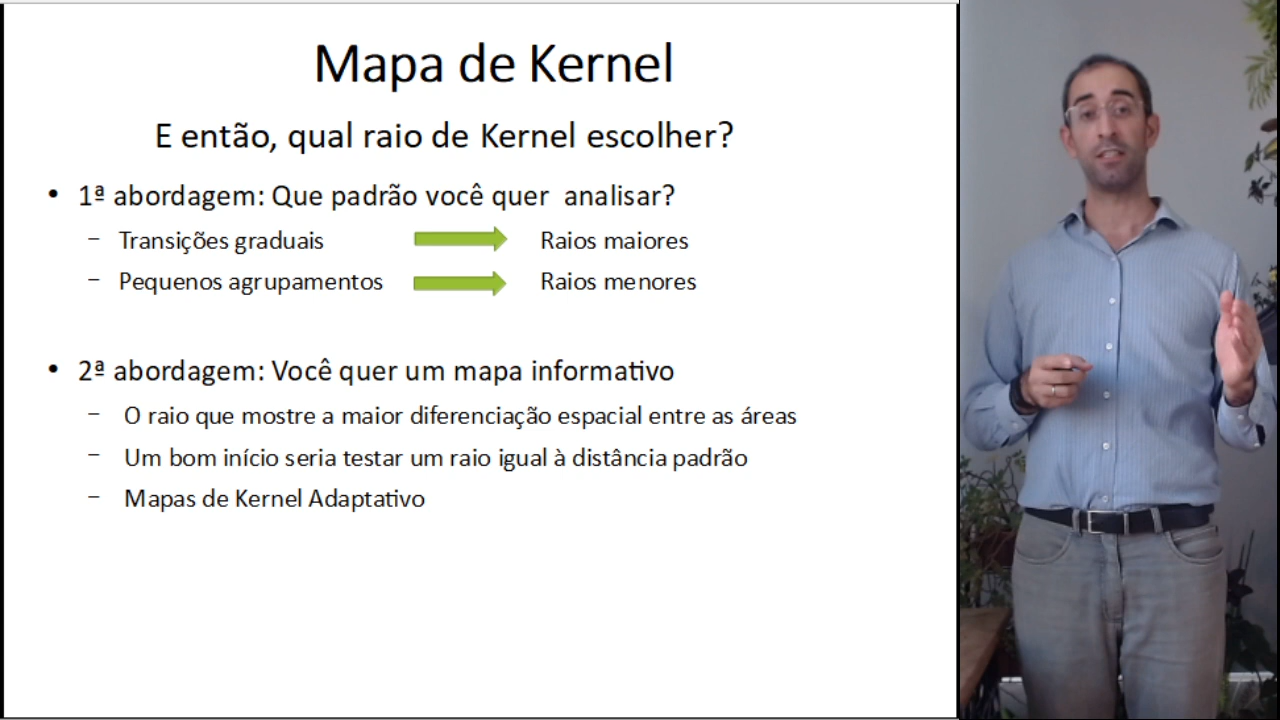 Mapa de Kernel
E então, qual raio de Kernel escolher?
• 1ª abordagem: Que padrão você quer analisar?
– Transições graduais Raios maiores
– Pequenos agrupamentos Raios menores
• 2ª abordagem: Você quer um mapa informativo
– O raio que mostre a maior diferenciação espacial entre as áreas
– Um bom início seria testar um raio igual à distância padrão
– Mapas de Kernel Adaptativo